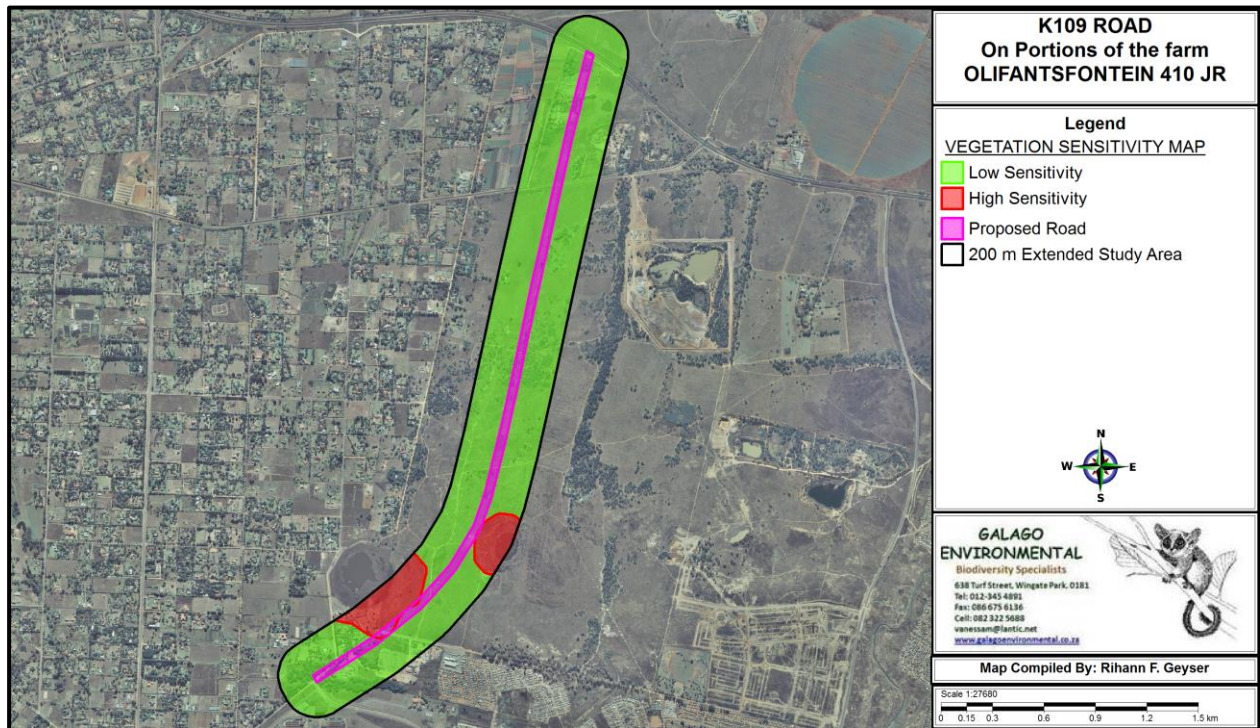 K109 ROAD
On Portions of the farm
OLIFANTSFONTEIN 410 JR
Legend
VEGETATION SENSITIVITY MAP
Low Sensitivity
High Sensitivity
Proposed Road
200 m Extended Study Area
N
W E
S
GALAGO
ENVIRONMENTAL
Biodiversity Specialists
638 Turf Street, Wingate Park, 0181
Tel: 012-345 4891
Fax: 086 675 6136
Cell: 082 322 5688
vanessam@lantic.net
www.galagoenvironmental.co.za
Map Compiled By: Rihann F. Geyser
Scale 1:27680
0 0.15 0.3 0.6 0.9 1.2 1.5 km